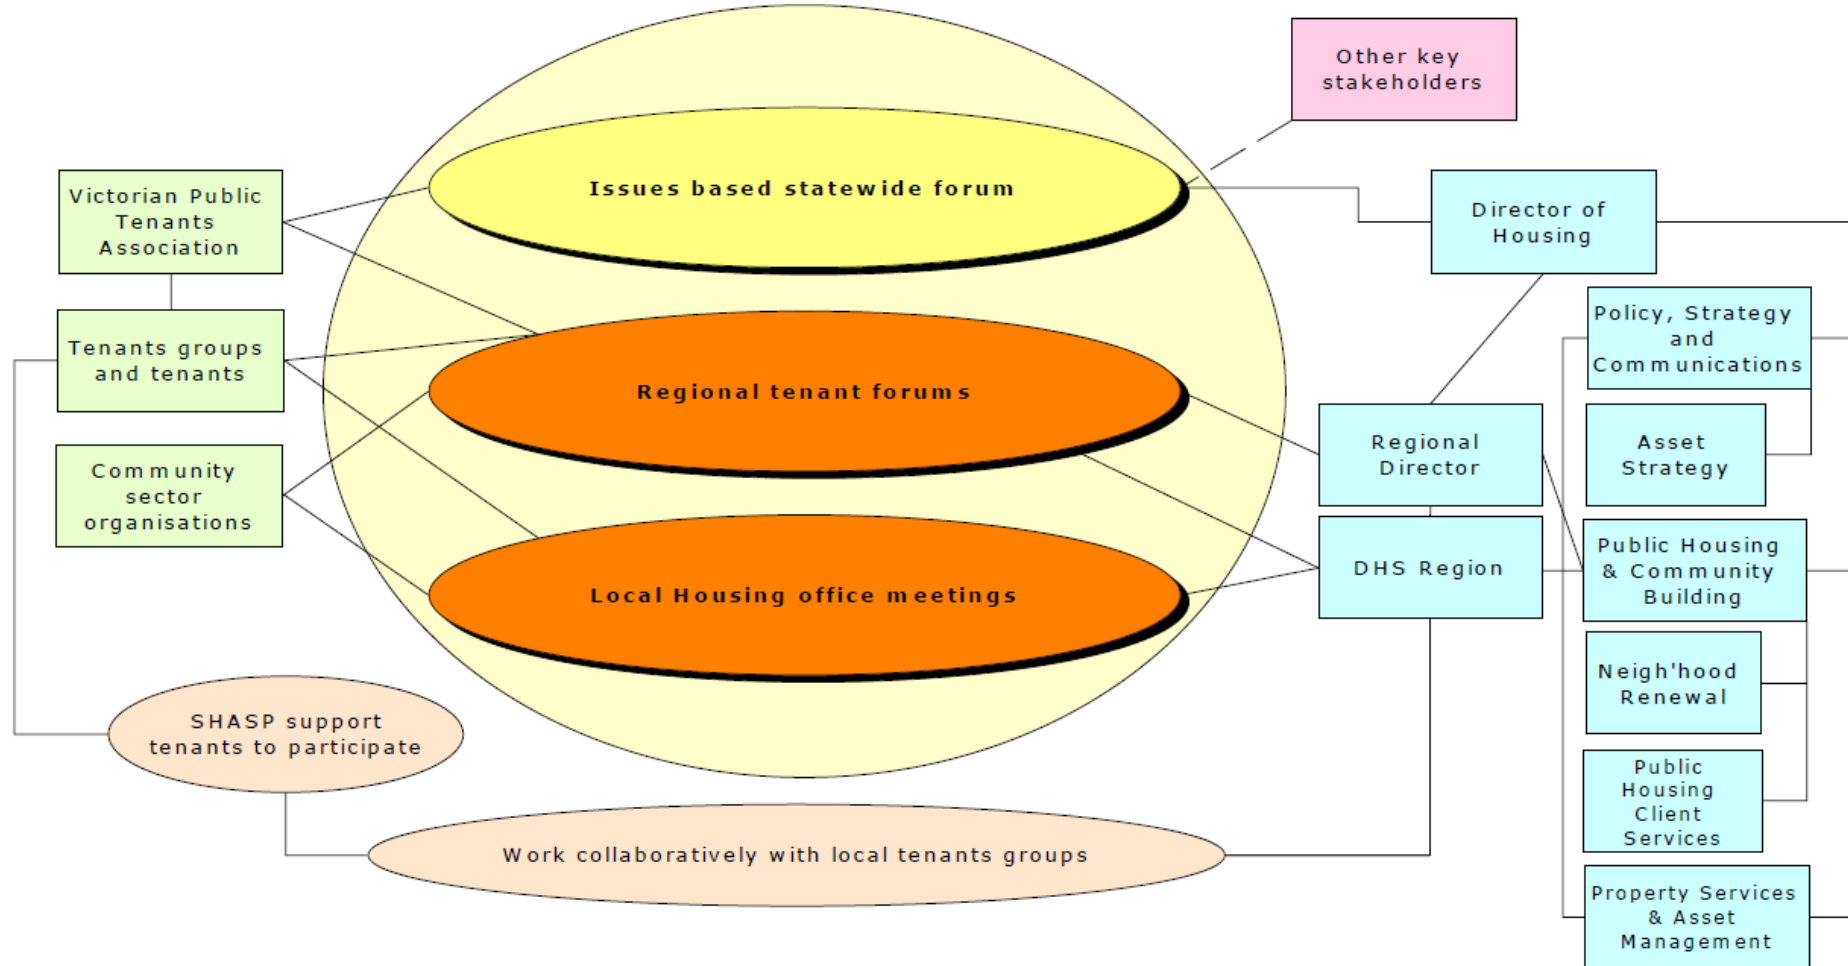 Other key
stakeholders
Issues based statewide forum
Victorian Public
Tenants
Association
Director of
Housing
Policy, Strategy
and
Communications
Tenants groups
and tenants
Regional tenant forums
Regional
Director
Asset
Strategy
Community
sector
organisations
Public Housing
& Community
Building
DHS Region
Local Housing office meetings
Neigh'hood
Renewal
SHASP support
tenants to participate
Public
Housing
Client
Services
Work collaboratively with local tenants groups
Property Services
& Asset
Management